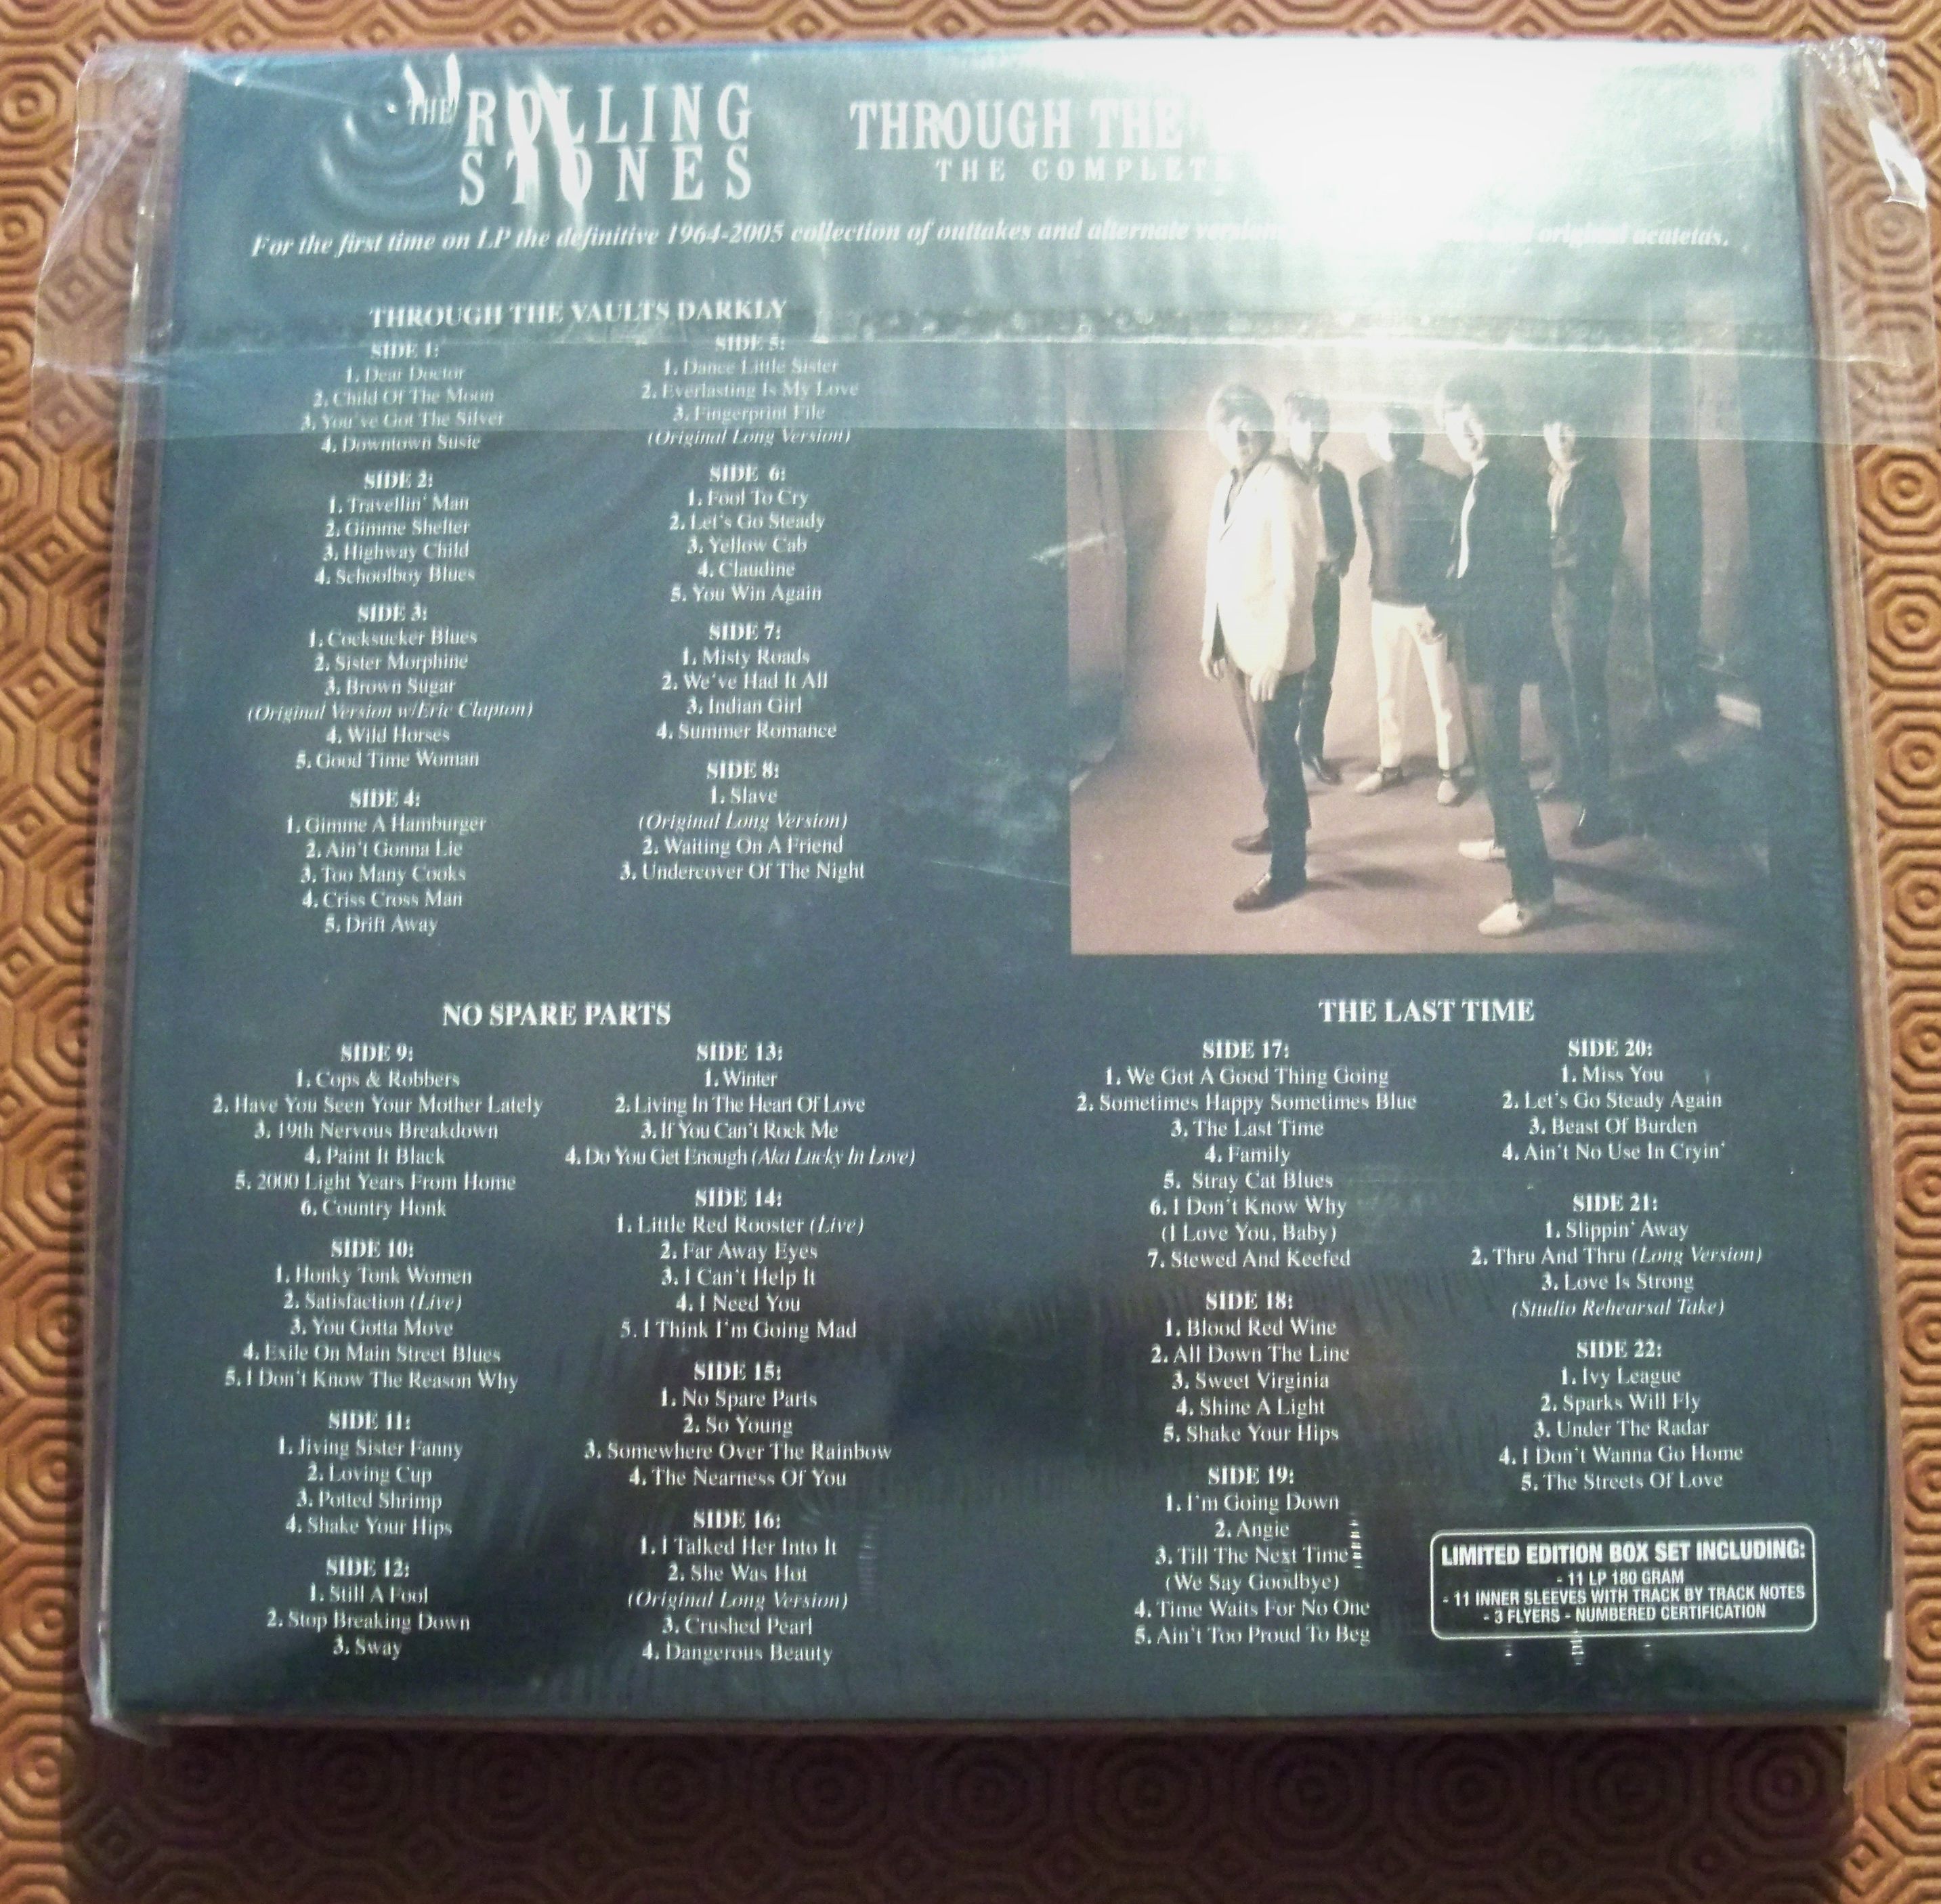 THE ROLLING
STONES
THROUGH THE
THE COMPLETE
For the first time on LP the definitive 1964-2005 collection of outtakes and alternate original acatetas.
THROUGH THE VAULTS DARKLY
SIDE 1:
1. Dear Doctor
2. Child Of The Moon
3. You've Got The Silver
4. Downtown Susie
SIDE 2:
1. Travellin' Man
2. Gimme Shelter
3. Highway Child
4. Schoolboy Blues
SIDE 3:
1. Cocksucker Blues
2. Sister Morphine
3. Brown Sugar
(Original Version w/Eric Clapton)
4. Wild Horses
5. Good Time Woman
SIDE 4:
1. Gimme A Hamburger
2. Ain't Gonna Lie
3. Too Many Cooks
4. Criss Cross Man
5. Drift Away
SIDE 5:
1. Dance Little Sister
2. Everlasting Is My Love
3. Fingerprint File
(Original Long Version)
SIDE 6:
1. Fool To Cry
2. Let's Go Steady
3. Yellow Cab
4. Claudine
5. You Win Again
SIDE 7:
1. Misty Roads
2. We've Had It All
3. Indian Girl
4. Summer Romance
SIDE 8:
1. Slave
(Original Long Version)
2. Waiting On A Friend
3. Undercover Of The Night
NO SPARE PARTS
SIDE 9:
1. Cops & Robbers
2. Have You Seen Your Mother Lately
3. 19th Nervous Breakdown
4. Paint It Black
5. 2000 Light Years From Home
6. Country Honk
SIDE 10:
1. Honky Tonk Women
2. Satisfaction (Live)
3. You Gotta Move
4. Exile On Main Street Blues
5. I Don't Know The Reason Why
SIDE 11:
1. Jiving Sister Fanny
2. Loving Cup
3. Potted Shrimp
4. Shake Your Hips
SIDE 12:
1. Still A Fool
2. Stop Breaking Down
3. Sway
SIDE 13:
1. Winter
2. Living In The Heart Of Love
3. If You Can't Rock Me
4. Do You Get Enough (Aka Lucky In Love)
SIDE 14:
1. Little Red Rooster (Live)
2. Far Away Eyes
3. I Can't Help It
4. I Need You
5. I Think I'm Going Mad
SIDE 15:
1. No Spare Parts
2. So Young
3. Somewhere Over The Rainbow
4. The Nearness Of You
SIDE 16:
1. I Talked Her Into It
2. She Was Hot
(Original Long Version)
3. Crushed Pearl
4. Dangerous Beauty
THE LAST TIME
SIDE 17:
1. We Got A Good Thing Going
2. Sometimes Happy Sometimes Blue
3. The Last Time
4. Family
5. Stray Cat Blues
6. I Don't Know Why
(I Love You, Baby)
7. Stewed And Keefed
SIDE 18:
1. Blood Red Wine
2. All Down The Line
3. Sweet Virginia
4. Shine A Light
5. Shake Your Hips
SIDE 19:
1. I'm Going Down
2. Angie
3. Till The Next Time
(We Say Goodbye)
4. Time Waits For No One
5. Ain't Too Proud To Beg
SIDE 20:
1. Miss You
2. Let's Go Steady Again
3. Beast Of Burden
4. Ain't No Use In Cryin'
SIDE 21:
1. Slippin' Away
2. Thru And Thru (Long Version)
3. Love Is Strong
(Studio Rehearsal Take)
SIDE 22:
1. Ivy League
2. Sparks Will Fly
3. Under The Radar
4. I Don't Wanna Go Home
5. The Streets Of Love
LIMITED EDITION BOX SET INCLUDING:
- 11 LP 180 GRAM
- 11 INNER SLEEVES WITH TRACK BY TRACK NOTES
- 3 FLYERS - NUMBERED CERTIFICATION